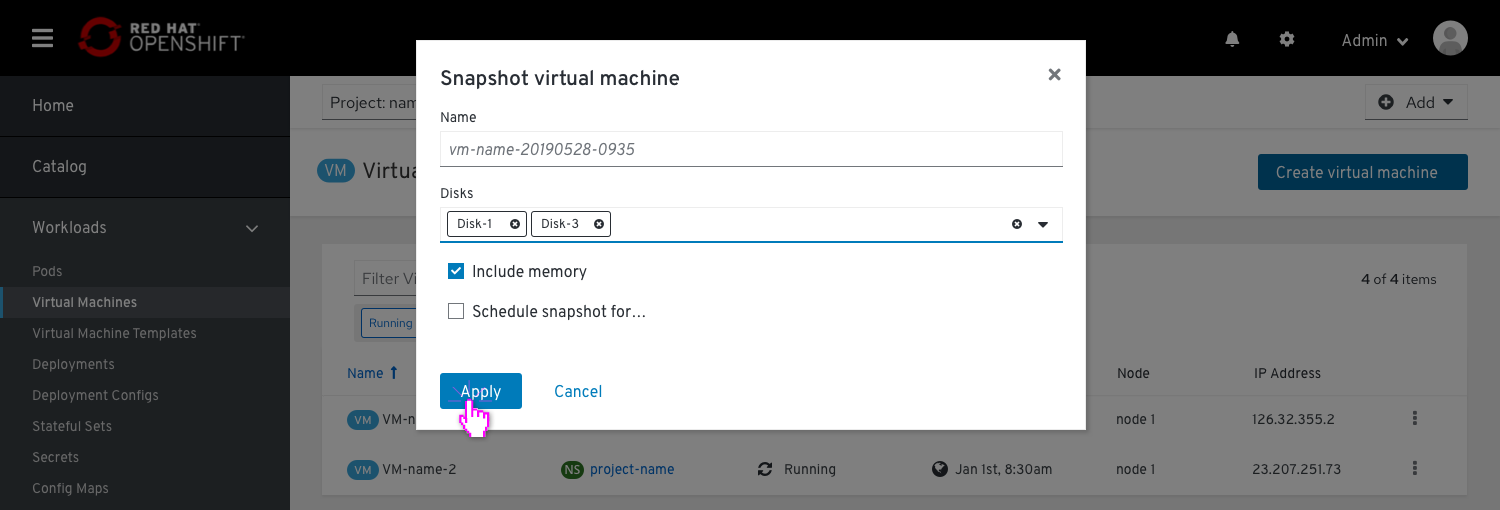 RED HAT
OPENSHIFT
Admin
Home
Catalog
Workloads
Pods
Virtual Machines
Virtual Machine Templates
Deployments
Deployment Configs
Stateful Sets
Secrets
Config Maps
Project: nam
Add
VM Virtu
Create virtual machine
Filter Vi
4 of 4 items
Running
Name Node IP Address
VM VM-n node 1 126.32.355.2
VM VM-name-2 NS project-name Running Jan 1st, 8:30am node 1 23.207.251.73
Snapshot virtual machine
Name
vm-name-20190528-0935
Disks
Disk-1 Disk-3
Include memory
Schedule snapshot for...
Apply Cancel